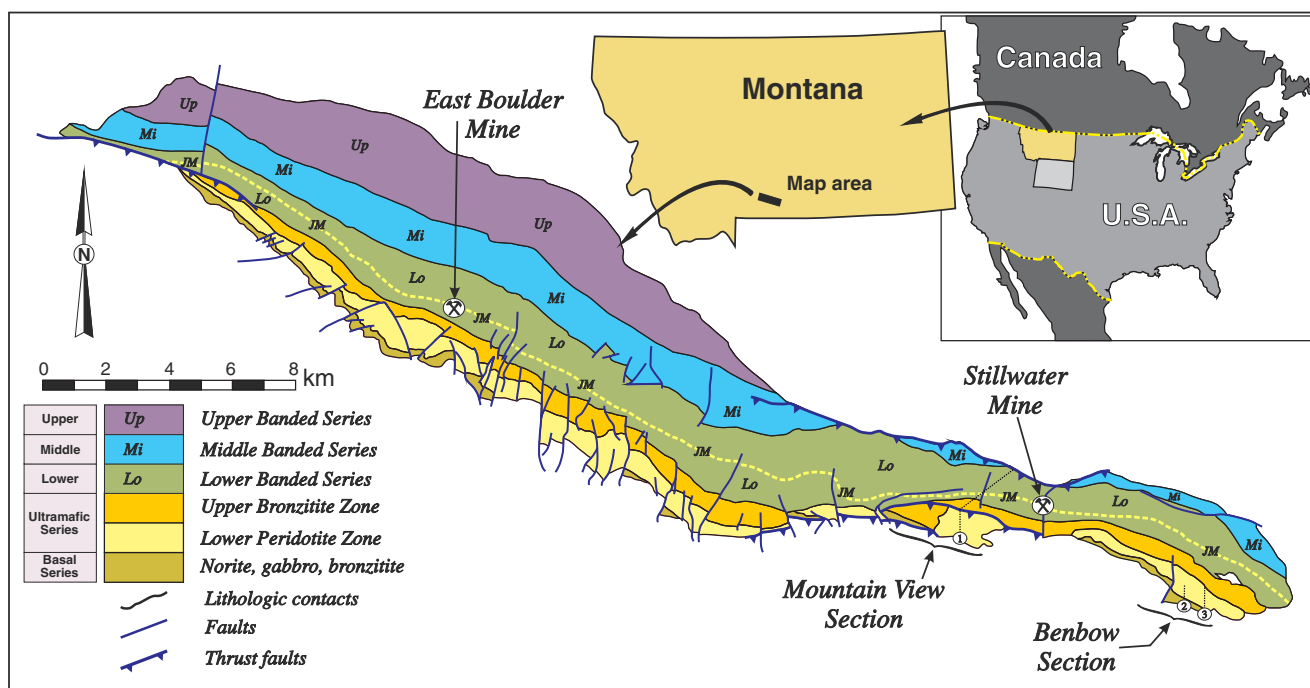 Canada
U.S.A.
Montana
Map area
East Boulder
Mine
Up
Mi
JM
Lo
Up
Mi
JM
Up
Mi
Lo
Mi
JM
Lo
JM
Mi
JM
Lo
Lo
JM
Mi
Mi
JM
Lo
Mi
JM
Mi
Stillwater
Mine
N
0 2 4 6 8 km
Upper Up Upper Banded Series
Middle Mi Middle Banded Series
Lower Lo Lower Banded Series
Ultramafic
Series
Upper Bronzitite Zone
Lower Peridotite Zone
Basal
Series
Norite, gabbro, bronzitite
Lithologic contacts
Faults
Thrust faults
1
Mountain View
Section
2
3
Benbow
Section